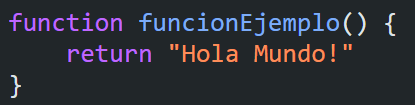 function funcionEjemplo() {
    return "Hola Mundo!"
}